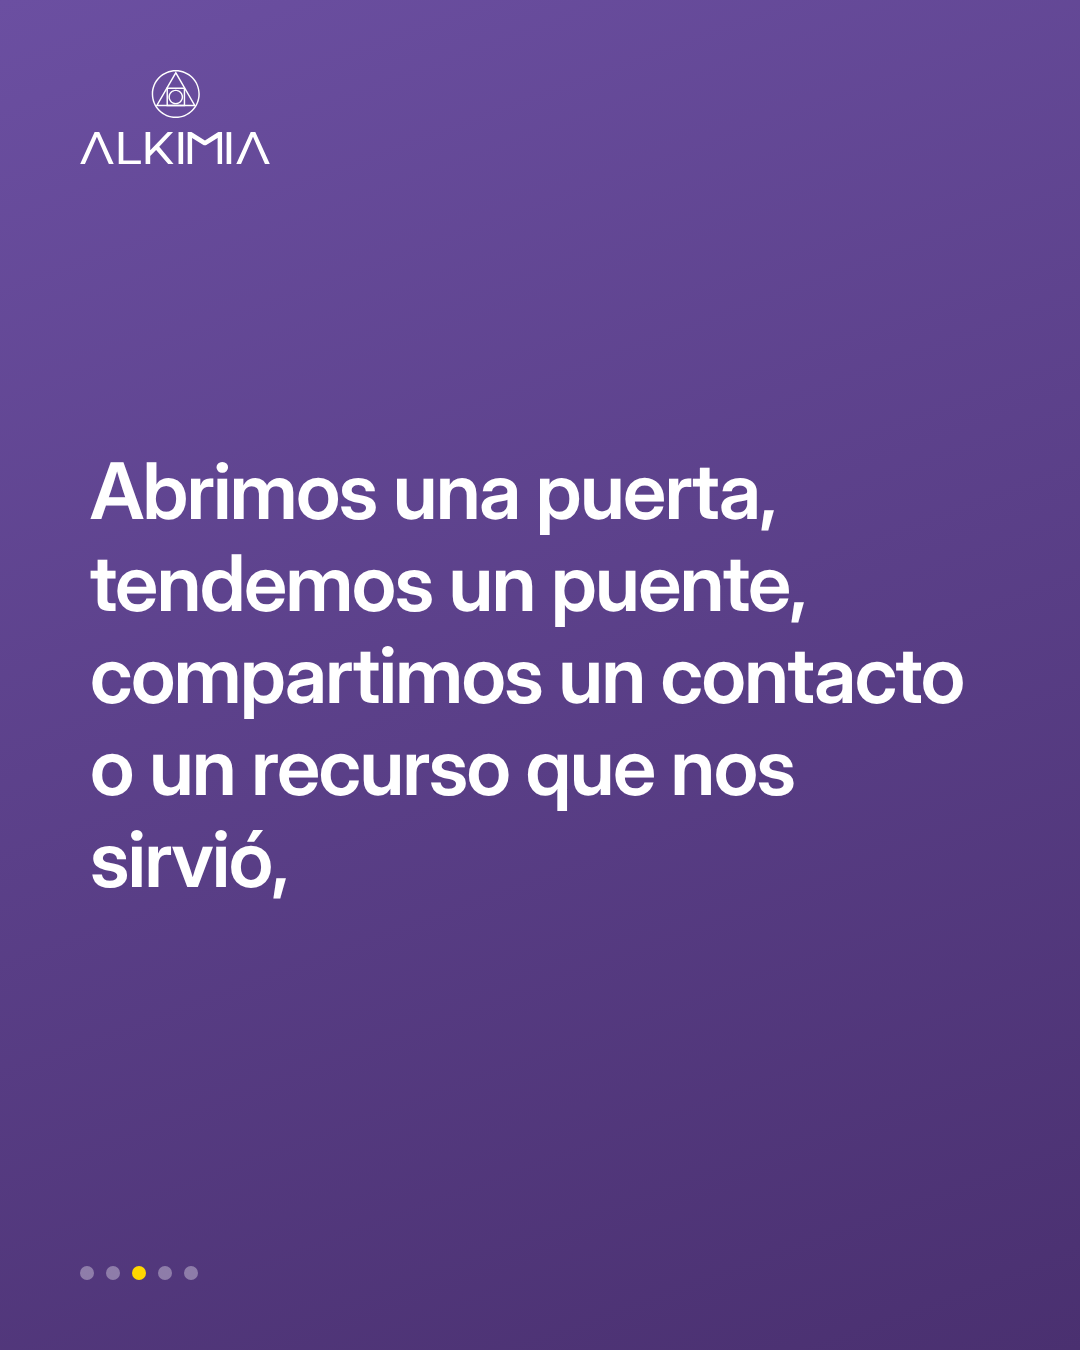 ALKIMIA
Abrimos una puerta,
tendemos un puente,
compartimos un contacto
o un recurso que nos
sirvió,